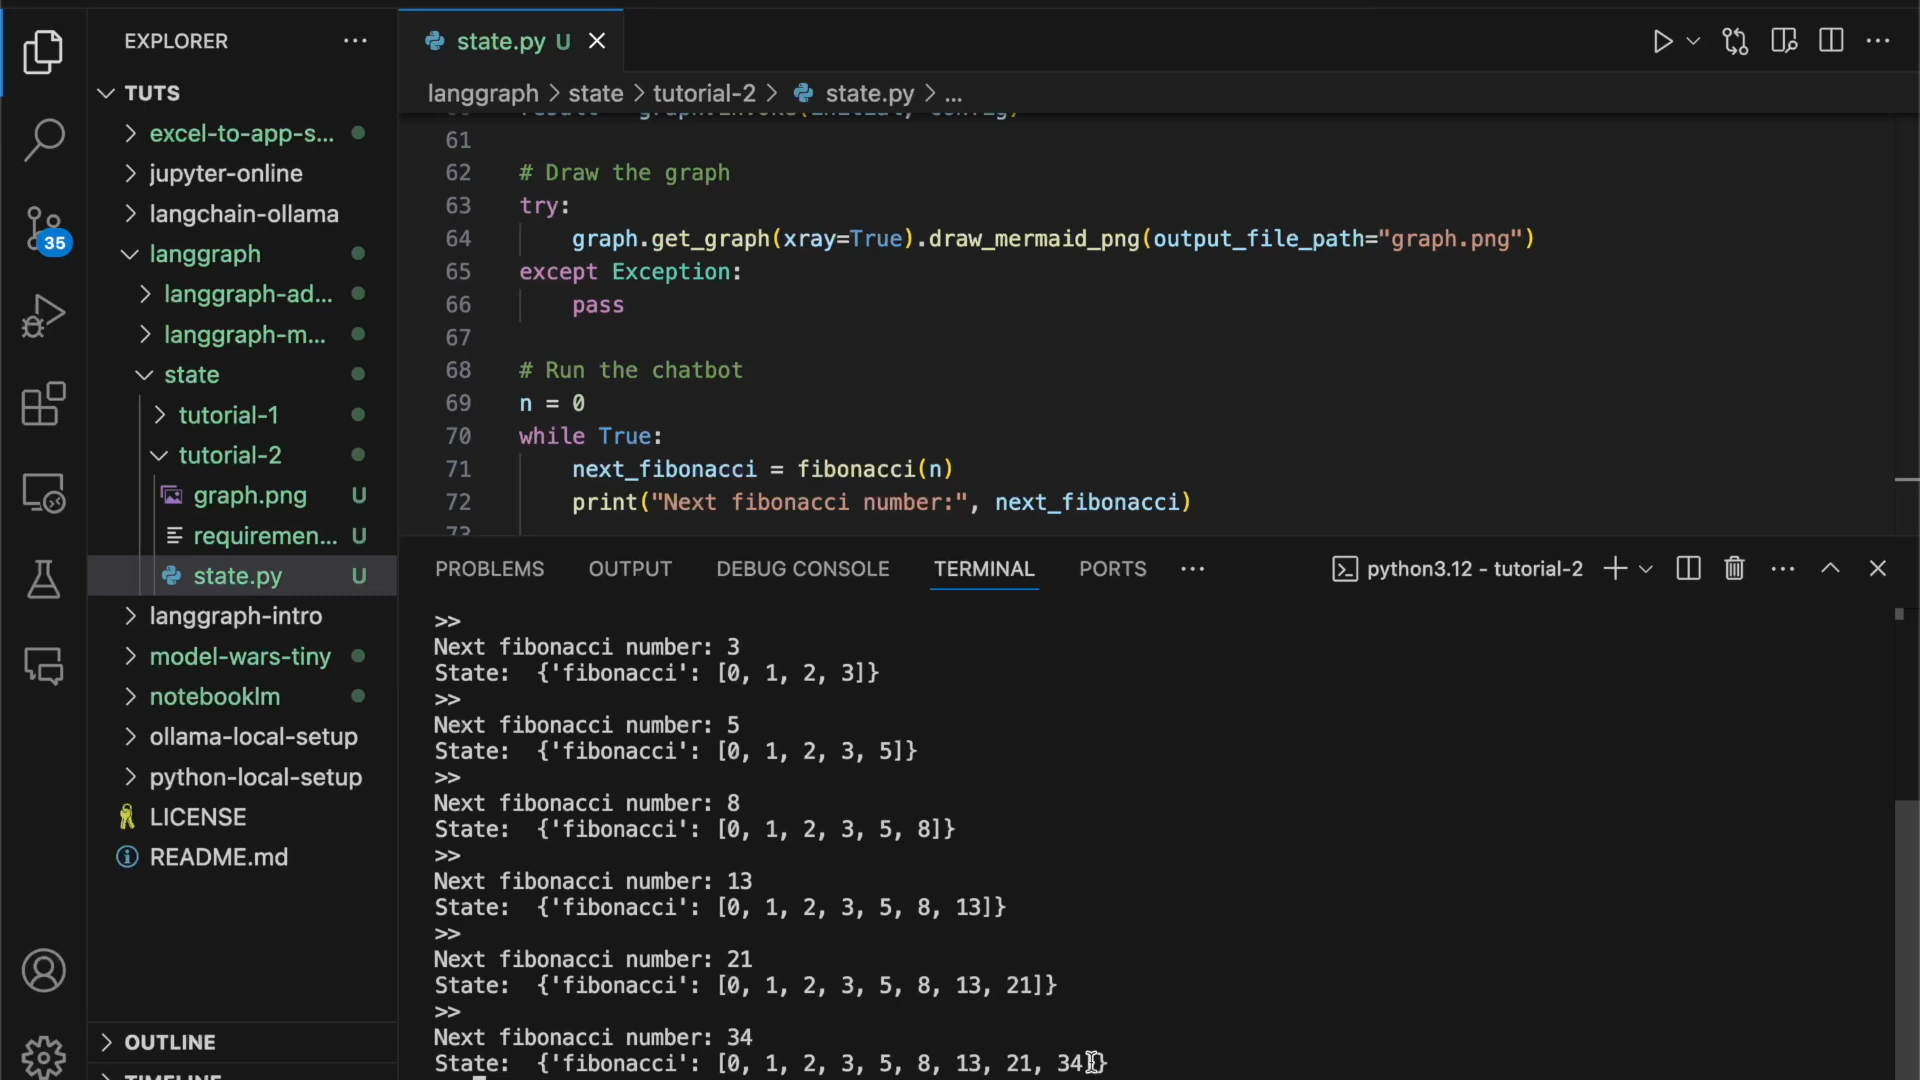 EXPLORER
TUTS
excel-to-app-s...
jupyter-online
langchain-ollama
langgraph
langgraph-ad...
langgraph-m...
state
tutorial-1
tutorial-2
graph.png U
requiremen... U
state.py U
langgraph-intro
model-wars-tiny
notebooklm
ollama-local-setup
python-local-setup
LICENSE
README.md
OUTLINE
TIMELINE
35
state.py U
langgraph > state > tutorial-2 > state.py > ...
61
62 # Draw the graph
63 try:
64 graph.get_graph(xray=True).draw_mermaid_png(output_file_path="graph.png")
65 except Exception:
66 pass
67
68 # Run the chatbot
69 n = 0
70 while True:
71 next_fibonacci = fibonacci(n)
72 print("Next fibonacci number:", next_fibonacci)
73
PROBLEMS OUTPUT DEBUG CONSOLE TERMINAL PORTS ... python3.12 - tutorial-2
>>
Next fibonacci number: 3
State:  {'fibonacci': [0, 1, 2, 3]}
>>
Next fibonacci number: 5
State:  {'fibonacci': [0, 1, 2, 3, 5]}
>>
Next fibonacci number: 8
State:  {'fibonacci': [0, 1, 2, 3, 5, 8]}
>>
Next fibonacci number: 13
State:  {'fibonacci': [0, 1, 2, 3, 5, 8, 13]}
>>
Next fibonacci number: 21
State:  {'fibonacci': [0, 1, 2, 3, 5, 8, 13, 21]}
>>
Next fibonacci number: 34
State:  {'fibonacci': [0, 1, 2, 3, 5, 8, 13, 21, 34]}